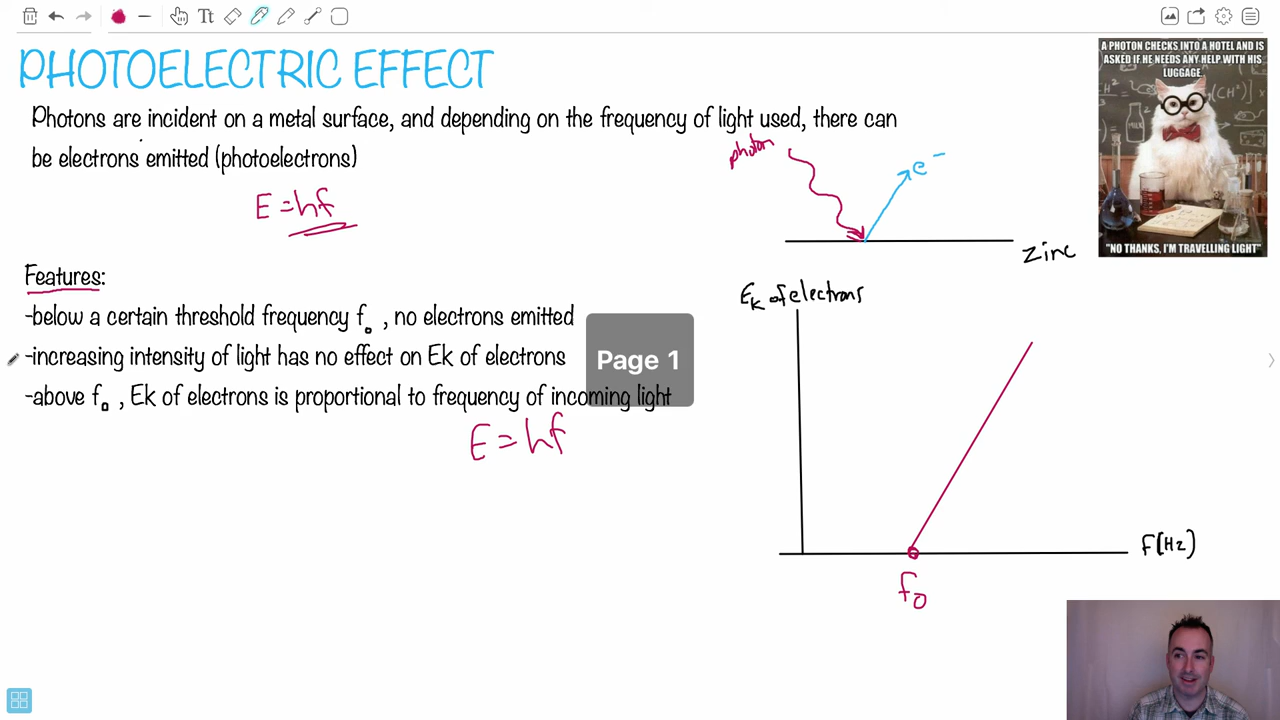 PHOTOELECTRIC EFFECT
Photons are incident on a metal surface, and depending on the frequency of light used, there can
be electrons emitted (photoelectrons)
E = hf
photon
e⁻
zinc
A PHOTON CHECKS INTO A HOTEL AND IS
ASKED IF HE NEEDS ANY HELP WITH HIS
LUGGAGE.
"NO THANKS, I'M TRAVELLING LIGHT"
Features:
-below a certain threshold frequency f₀, no electrons emitted
-increasing intensity of light has no effect on Ek of electrons
-above f₀, Ek of electrons is proportional to frequency of incoming light
E = hf
Page 1
Eₖ of electrons
f(Hz)
f₀
Tt